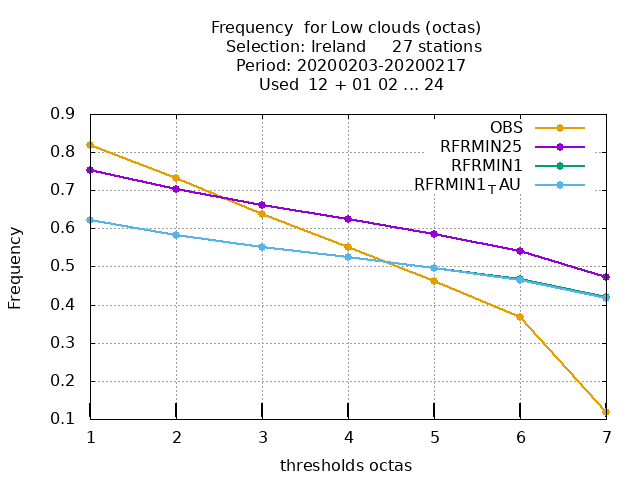 Frequency  for Low clouds (octas)
Selection: Ireland     27 stations
Period: 20200203-20200217
Used  12 + 01 02 ... 24
OBS
RFRMIN25
RFRMIN1
RFRMIN1_TAU
Frequency
0.9
0.8
0.7
0.6
0.5
0.4
0.3
0.2
0.1
1 2 3 4 5 6 7
thresholds octas